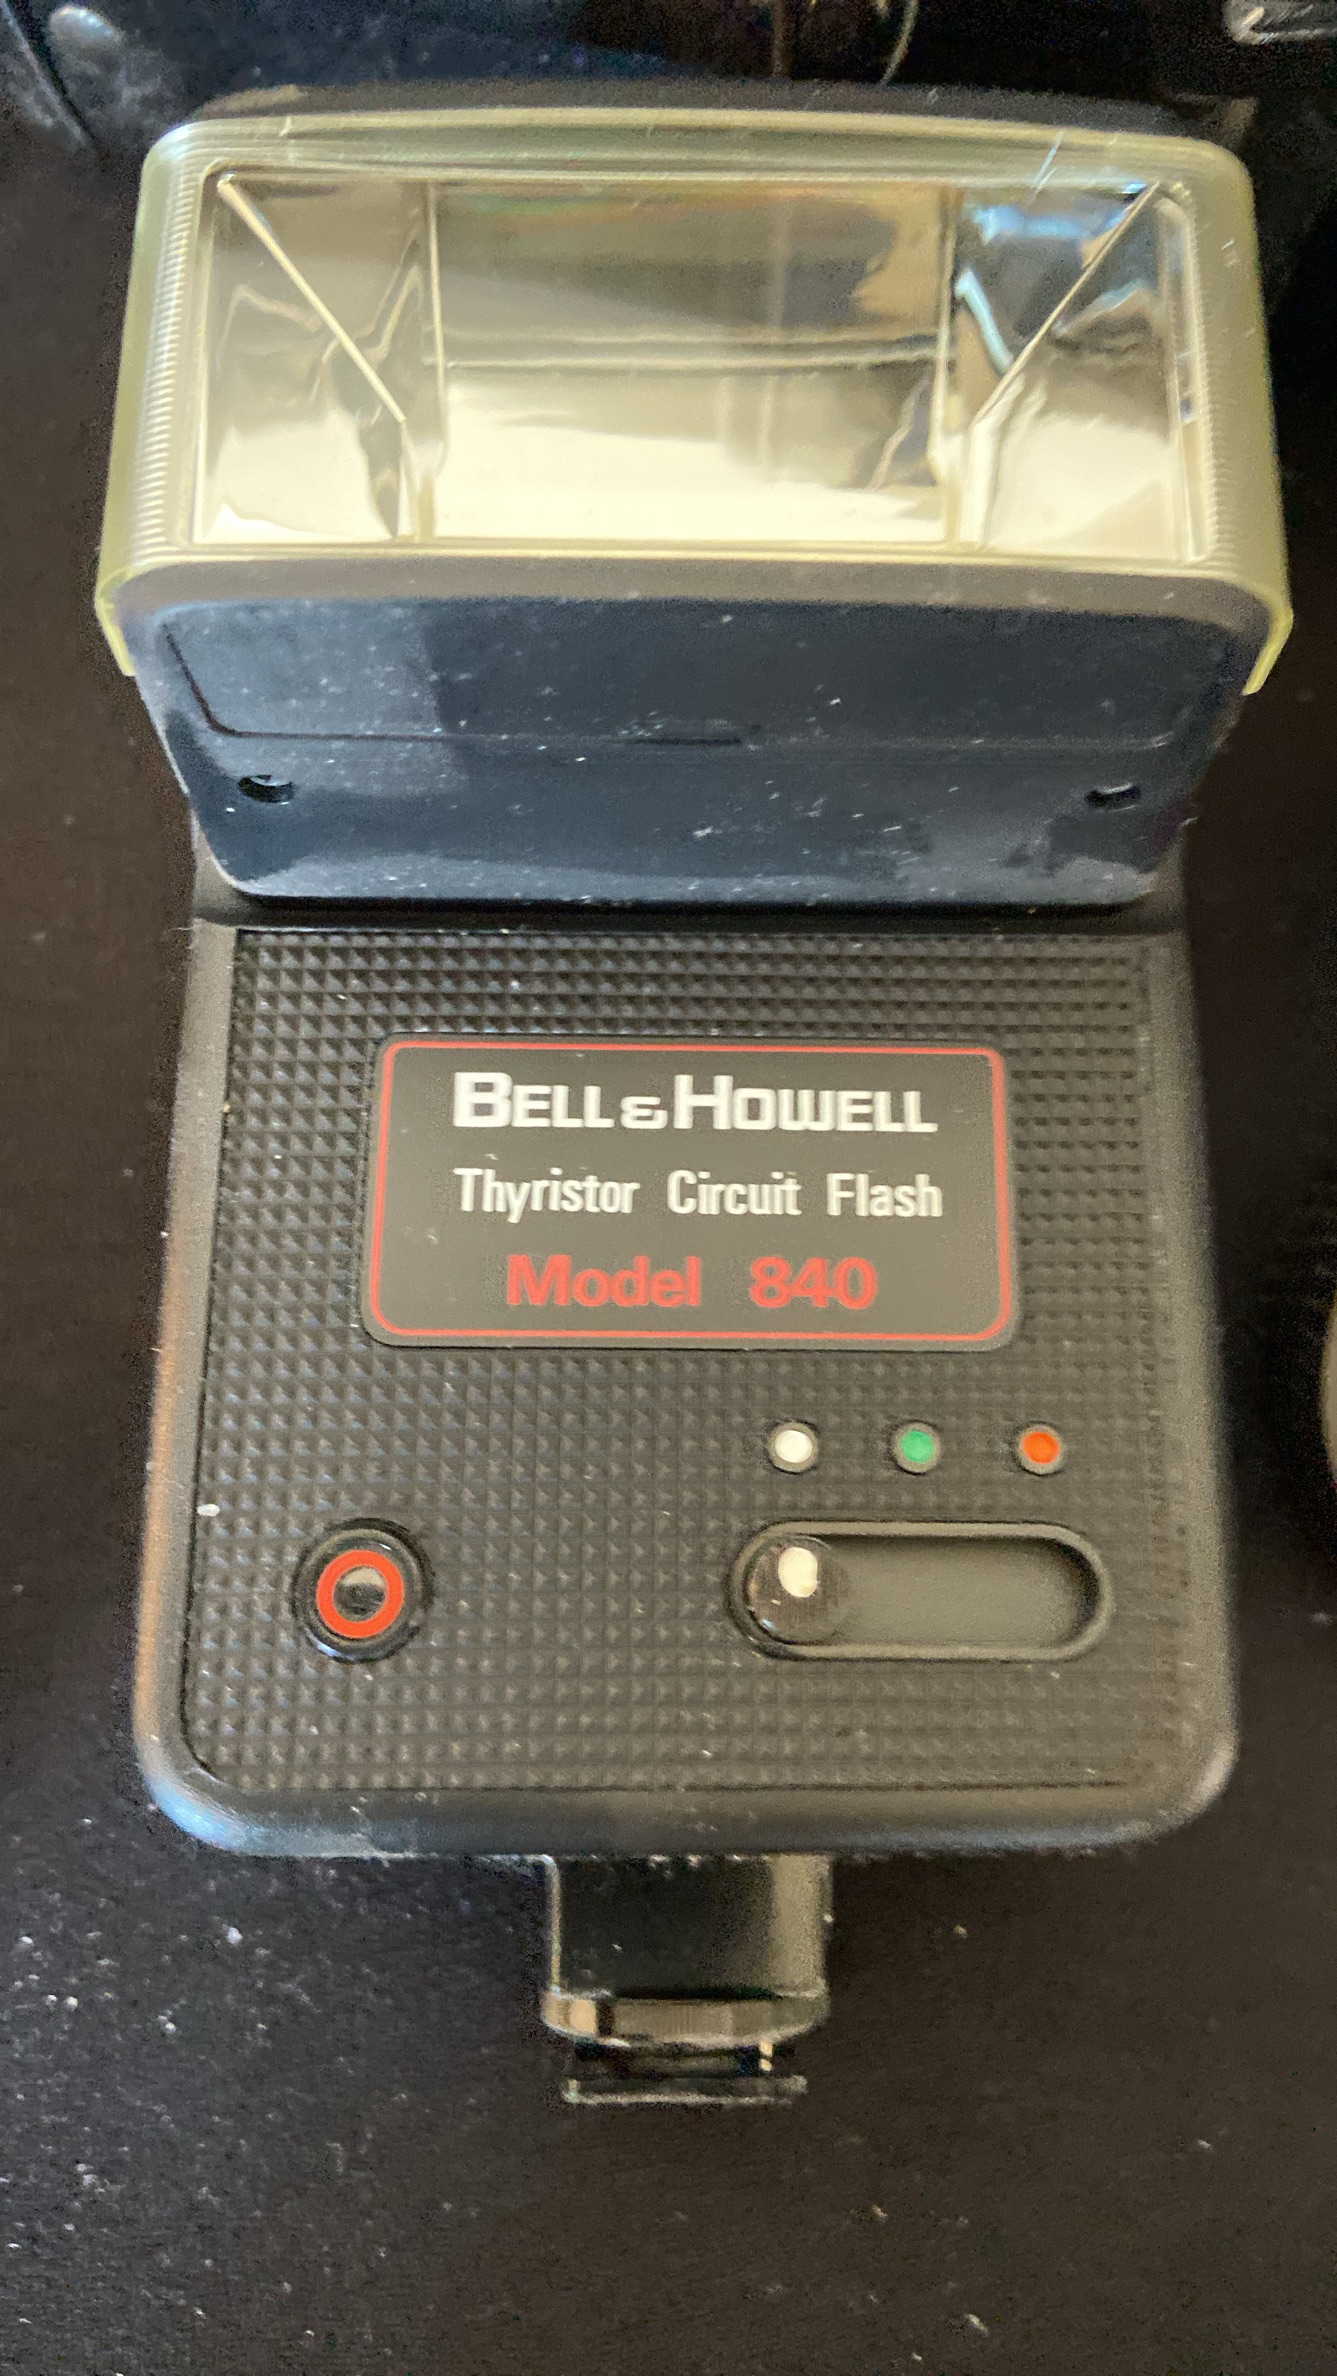 BELL & HOWELL
Thyristor Circuit Flash
Model 840